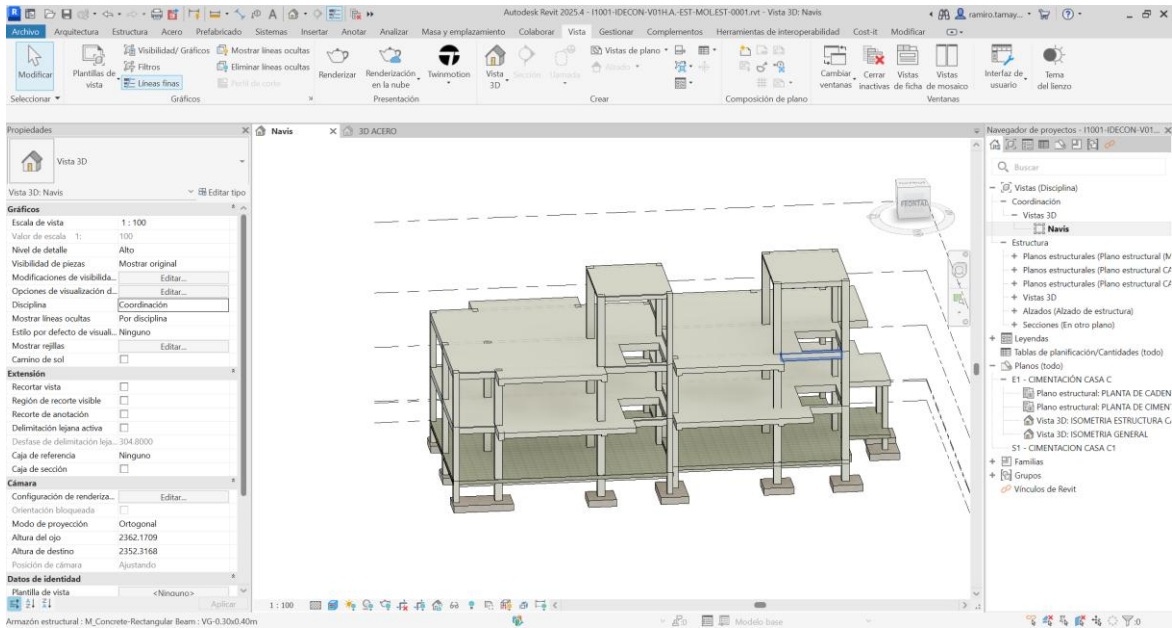 Autodesk Revit 2025.4 - I1001-IDECON-V01H.A.-EST-MOL.EST-0001.rvt - Vista 3D: Navis
ramiro.tamay...
Archivo Arquitectura Estructura Acero Prefabricado Sistemas Insertar Anotar Analizar Masa y emplazamiento Colaborar Vista Gestionar Complementos Herramientas de interoperabilidad Cost-it Modificar
Modificar
Plantillas de vista
Visibilidad/ Gráficos
Filtros
Líneas finas
Mostrar líneas ocultas
Eliminar líneas ocultas
Perfil de corte
Renderizar
Renderización en la nube
Twinmotion
Vista 3D
Sección
Llamada
Vistas de plano
Alzados
Cambiar ventanas
Cerrar inactivas
Vistas de ficha
Vistas de mosaico
Interfaz de usuario
Tema del lienzo
Seleccionar
Gráficos
Presentación
Crear
Composición de plano
Ventanas
Propiedades
Vista 3D
Vista 3D: Navis
Editar tipo
Gráficos
Escala de vista 1 : 100
Valor de escala 1: 100
Nivel de detalle Alto
Visibilidad de piezas Mostrar original
Modificaciones de visibilida... Editar...
Opciones de visualización d... Editar...
Disciplina Coordinación
Mostrar líneas ocultas Por disciplina
Estilo por defecto de visuali... Ninguno
Mostrar rejillas Editar...
Camino de sol
Extensión
Recortar vista
Región de recorte visible
Recorte de anotación
Delimitación lejana activa
Desfase de delimitación leja... 304.8000
Caja de referencia Ninguno
Caja de sección
Cámara
Configuración de renderiza... Editar...
Orientación bloqueada
Modo de proyección Ortogonal
Altura del ojo 2362.1709
Altura de destino 2352.3168
Posición de cámara Ajustando
Datos de identidad
Plantilla de vista <Ninguno>
Aplicar
Navis
3D ACERO
FRONTAL
1 : 100
Navegador de proyectos - I1001-IDECON-V01...
Buscar
Vistas (Disciplina)
Coordinación
Vistas 3D
Navis
Estructura
Planos estructurales (Plano estructural (M
Planos estructurales (Plano estructural CA
Planos estructurales (Plano estructural CA
Vistas 3D
Alzados (Alzado de estructura)
Secciones (En otro plano)
Leyendas
Tablas de planificación/Cantidades (todo)
Planos (todo)
E1 - CIMENTACIÓN CASA C
Plano estructural: PLANTA DE CADEN
Plano estructural: PLANTA DE CIMEN
Vista 3D: ISOMETRIA ESTRUCTURA CA
Vista 3D: ISOMETRIA GENERAL
S1 - CIMENTACION CASA C1
Familias
Grupos
Vínculos de Revit
Armazón estructural : M_Concrete-Rectangular Beam : VG-0.30x0.40m
:0
Modelo base
:0